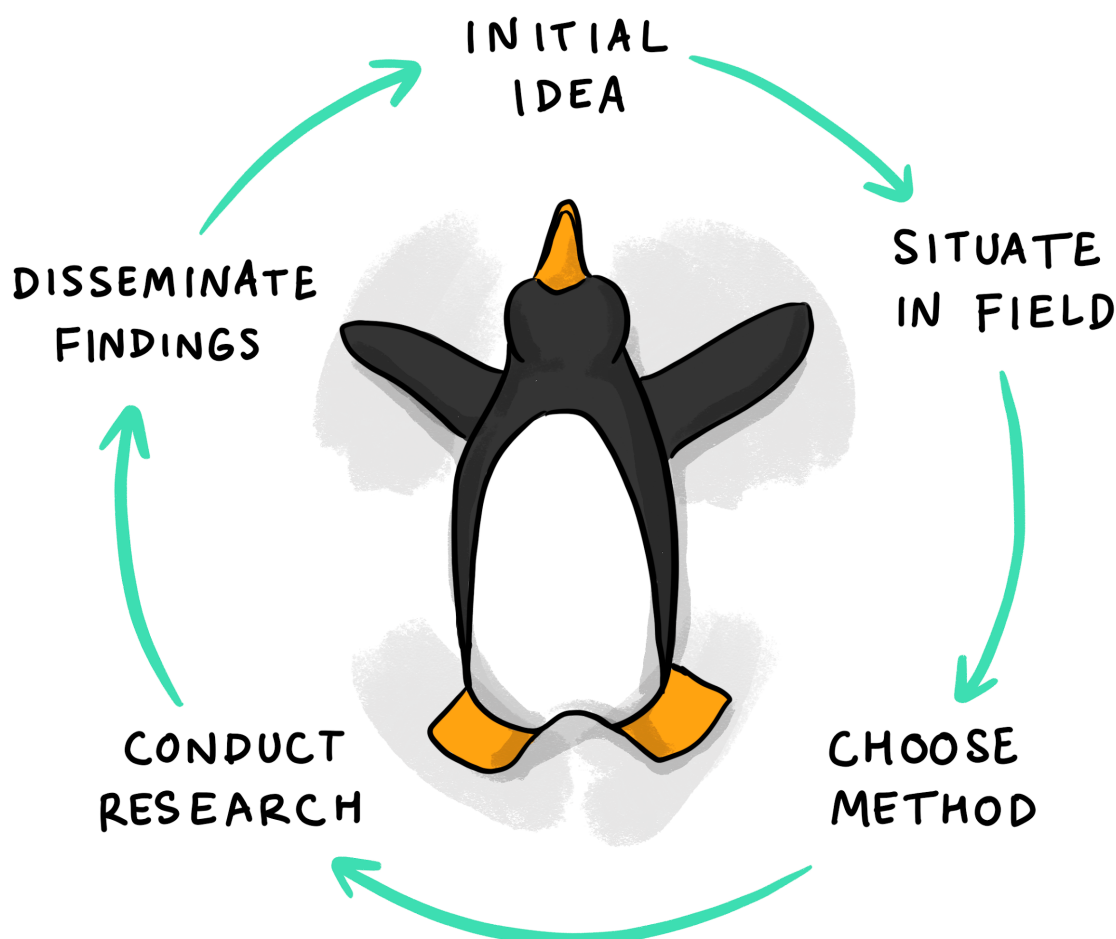 INITIAL
IDEA
SITUATE
IN FIELD
CHOOSE
METHOD
CONDUCT
RESEARCH
DISSEMINATE
FINDINGS